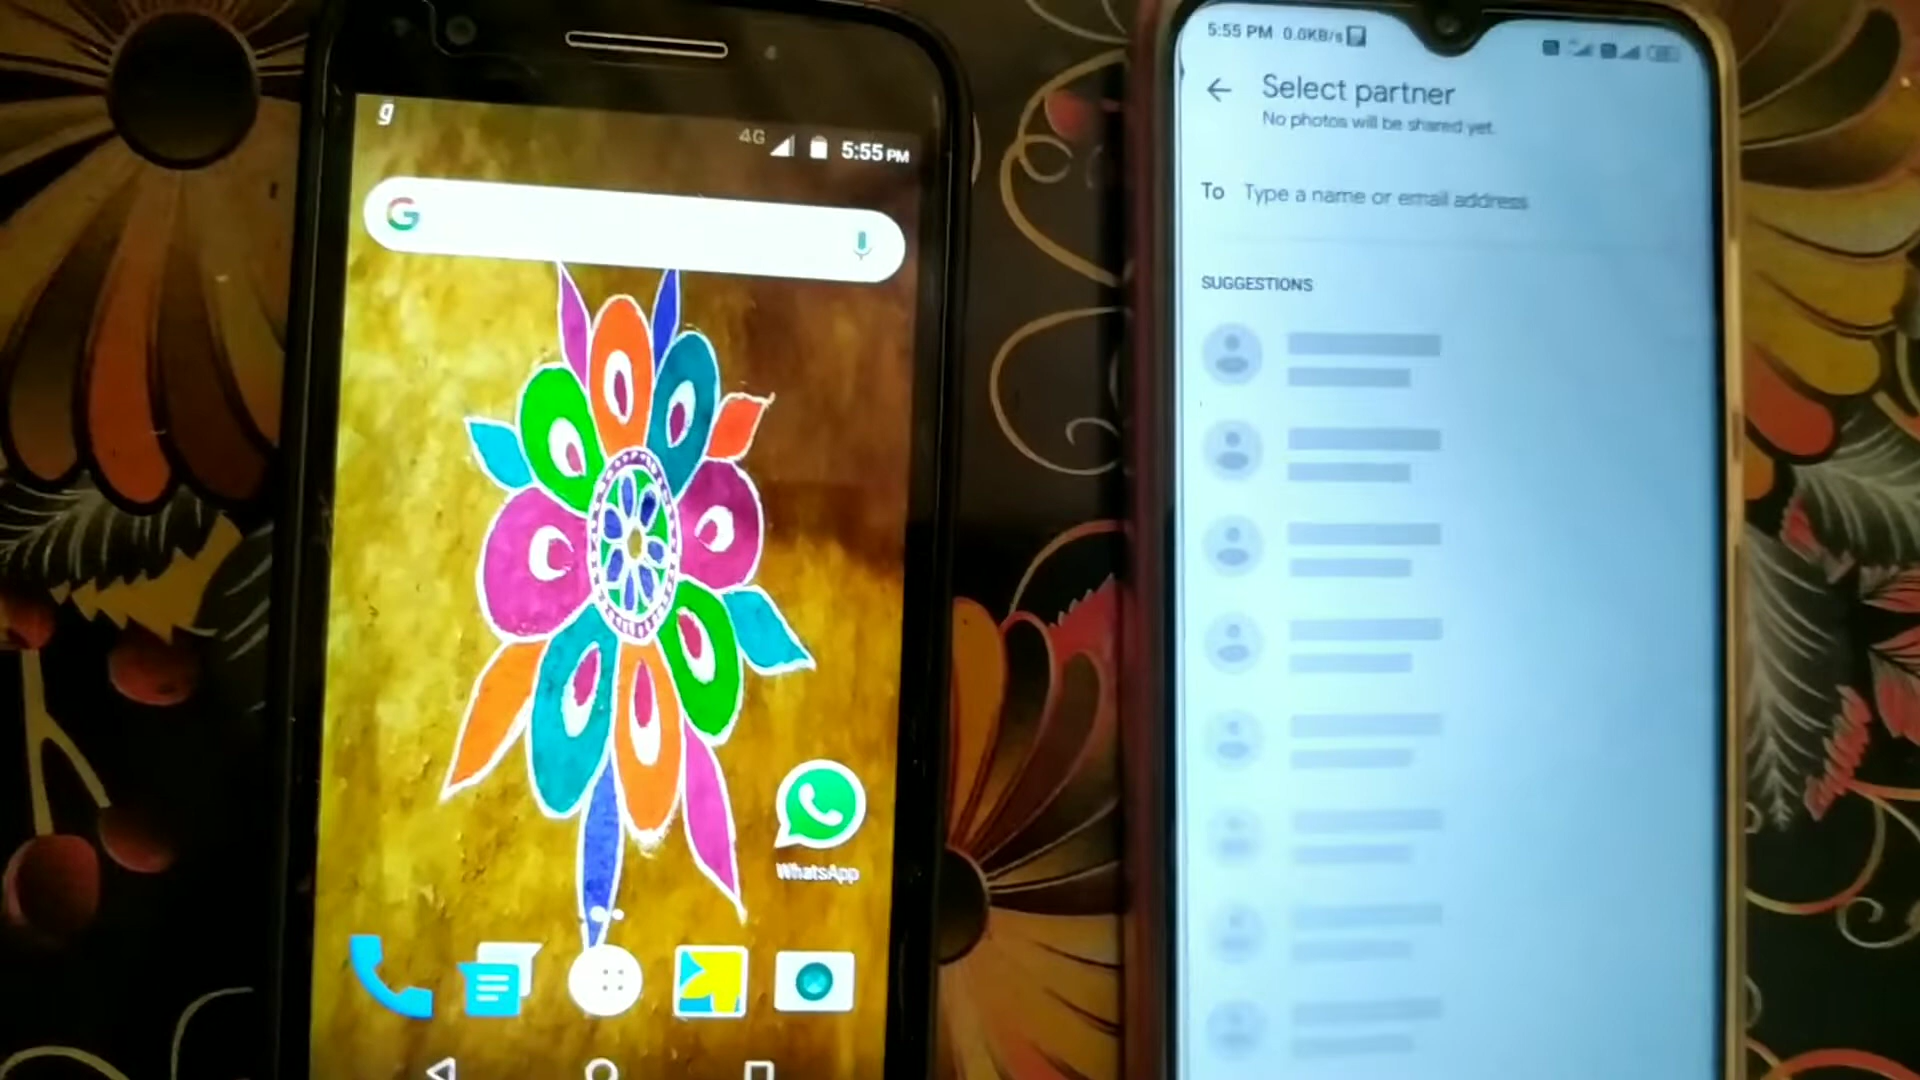 g
4G 5:55 PM
G
WhatsApp
5:55 PM 0.6KB/s
Select partner
No photos will be shared yet.
To Type a name or email address
SUGGESTIONS